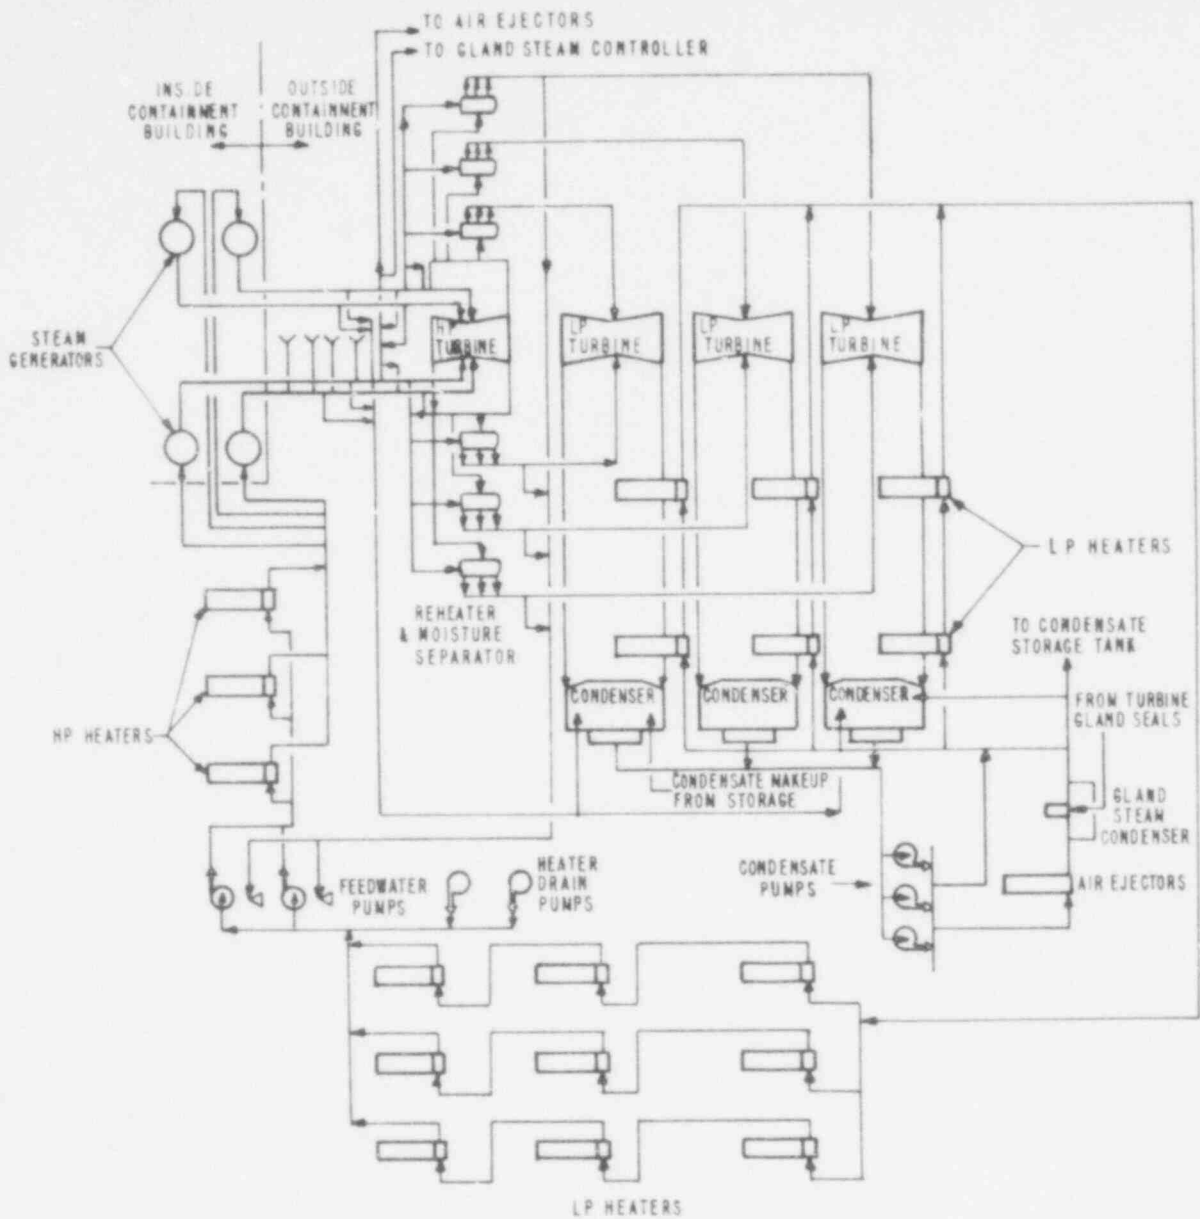 TO AIR EJECTORS
TO GLAND STEAM CONTROLLER
INSIDE
CONTAINMENT
BUILDING
OUTSIDE
CONTAINMENT
BUILDING
STEAM
GENERATORS
HP
TURBINE
LP
TURBINE
LP
TURBINE
LP
TURBINE
LP HEATERS
REHEATER
& MOISTURE
SEPARATOR
TO CONDENSATE
STORAGE TANK
CONDENSER
CONDENSER
CONDENSER
FROM TURBINE
GLAND SEALS
HP HEATERS
CONDENSATE MAKEUP
FROM STORAGE
GLAND
STEAM
CONDENSER
FEEDWATER
PUMPS
HEATER
DRAIN
PUMPS
CONDENSATE
PUMPS
AIR EJECTORS
LP HEATERS